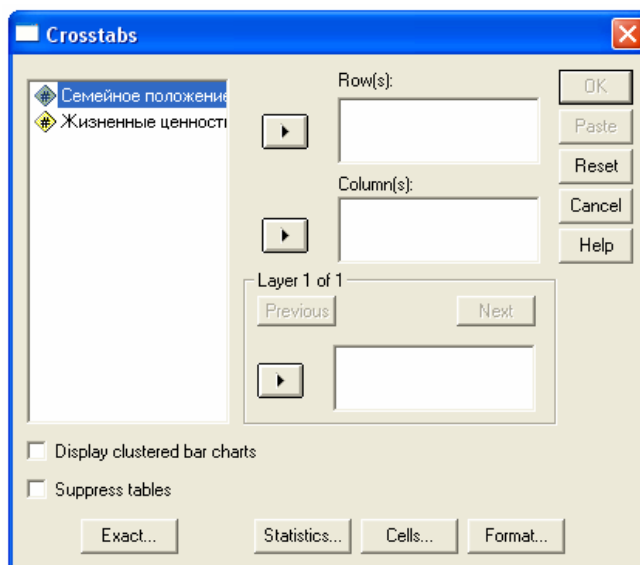 Crosstabs
Семейное положение
Жизненные ценност
Row(s):
Column(s):
Layer 1 of 1
Previous
Next
OK
Paste
Reset
Cancel
Help
Display clustered bar charts
Suppress tables
Exact...
Statistics...
Cells...
Format...